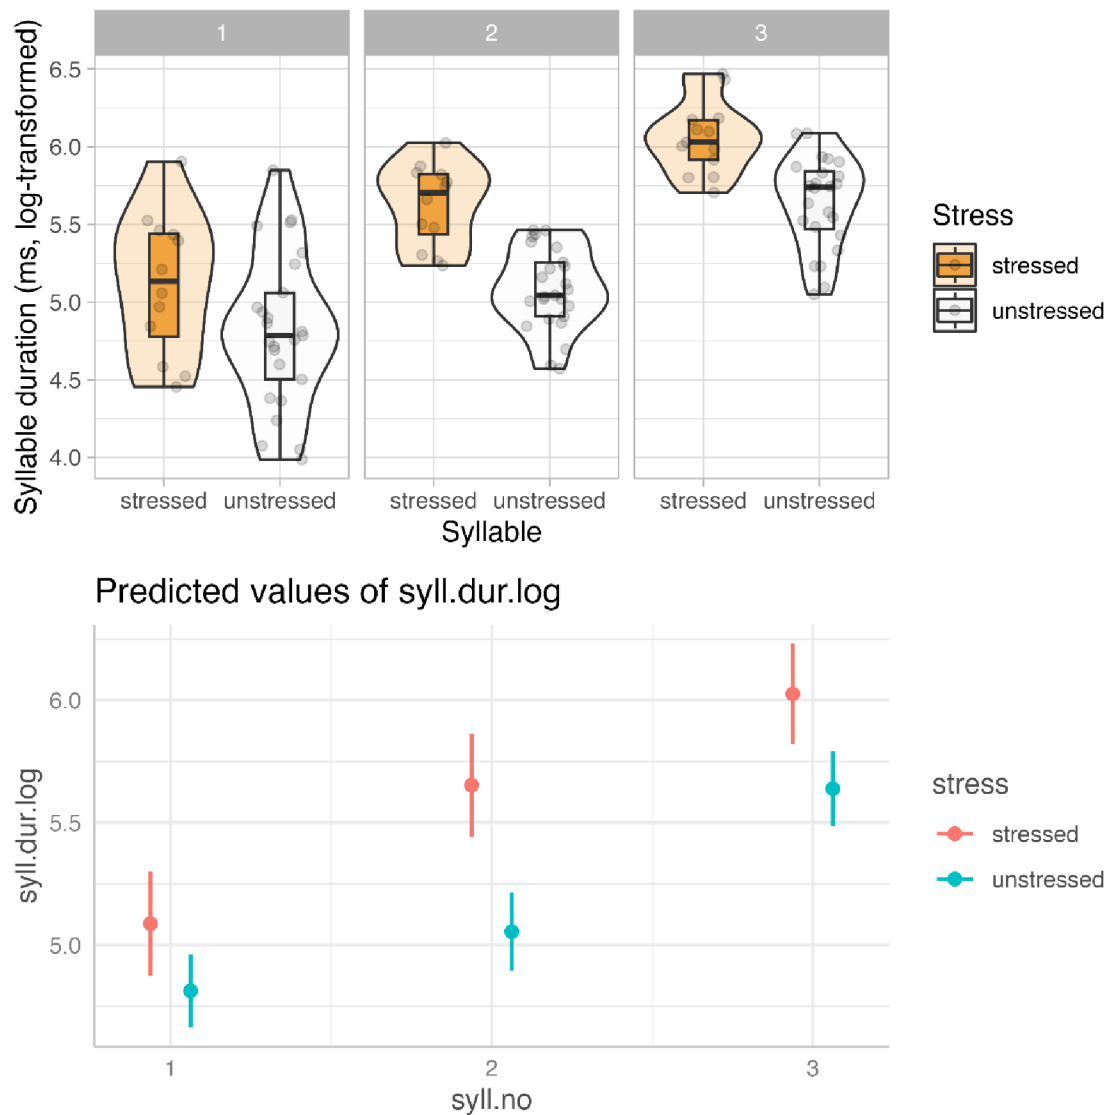 1 2 3
Syllable duration (ms, log-transformed)
6.5
6.0
5.5
5.0
4.5
4.0
stressed unstressed stressed unstressed stressed unstressed
Syllable
Stress
stressed
unstressed
Predicted values of syll.dur.log
syll.dur.log
6.0
5.5
5.0
1 2 3
syll.no
stress
stressed
unstressed